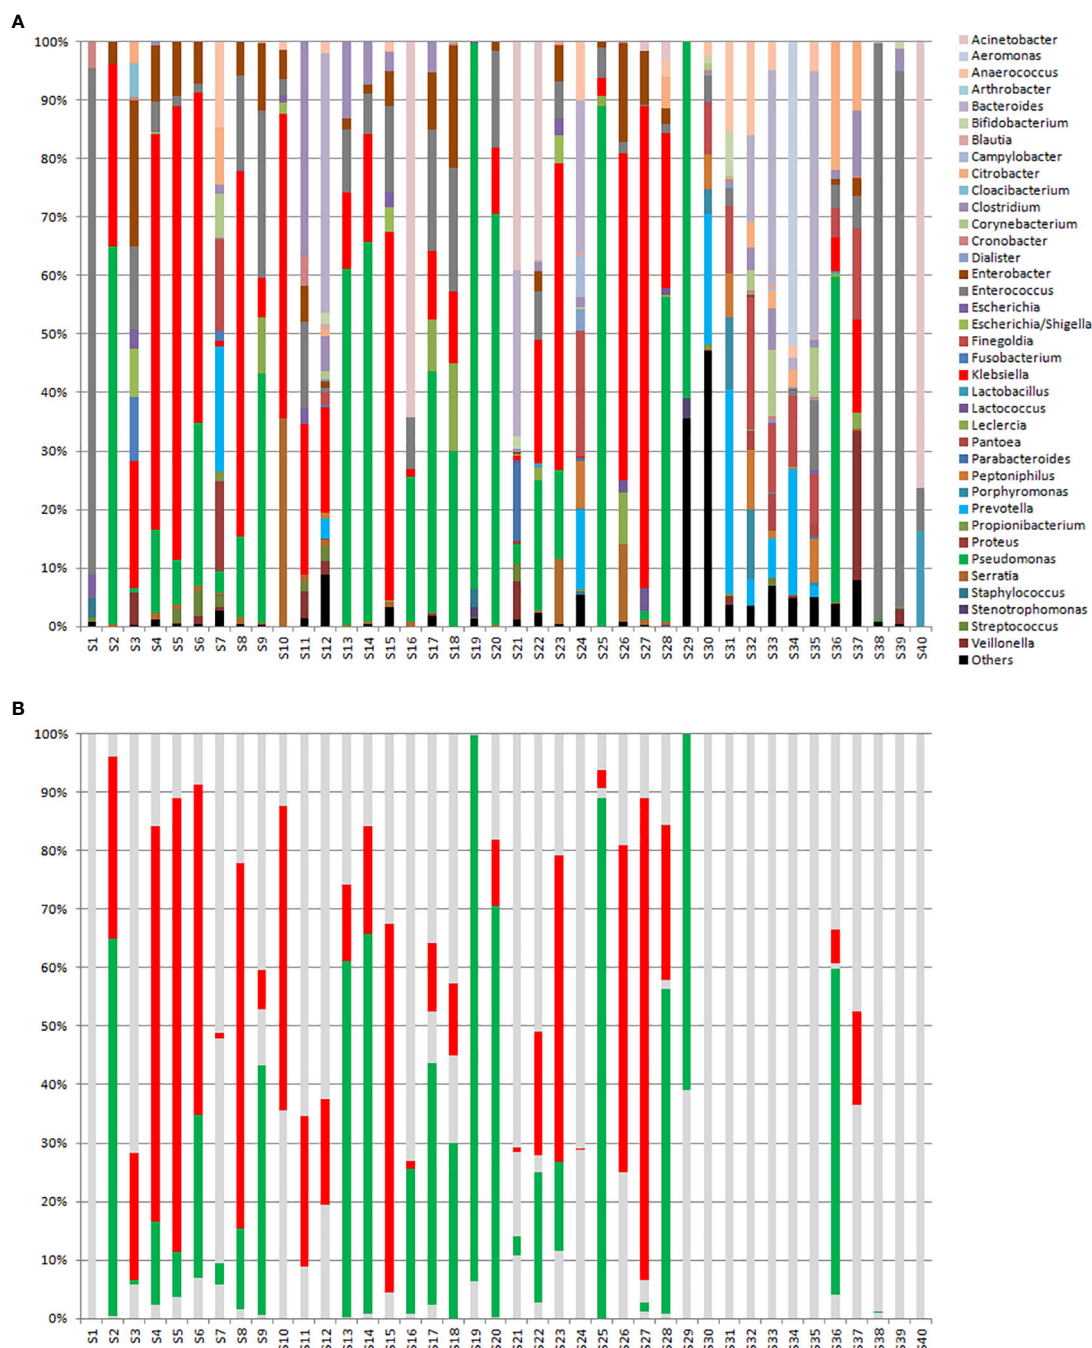 A
100%
90%
80%
70%
60%
50%
40%
30%
20%
10%
0%
S1 S2 S3 S4 S5 S6 S7 S8 S9 S10 S11 S12 S13 S14 S15 S16 S17 S18 S19 S20 S21 S22 S23 S24 S25 S26 S27 S28 S29 S30 S31 S32 S33 S34 S35 S36 S37 S38 S39 S40
Acinetobacter
Aeromonas
Anaerococcus
Arthrobacter
Bacteroides
Bifidobacterium
Blautia
Campylobacter
Citrobacter
Cloacibacterium
Clostridium
Corynebacterium
Cronobacter
Dialister
Enterobacter
Enterococcus
Escherichia
Escherichia/Shigella
Finegoldia
Fusobacterium
Klebsiella
Lactobacillus
Lactococcus
Leclercia
Pantoea
Parabacteroides
Peptoniphilus
Porphyromonas
Prevotella
Propionibacterium
Proteus
Pseudomonas
Serratia
Staphylococcus
Stenotrophomonas
Streptococcus
Veillonella
Others
B
100%
90%
80%
70%
60%
50%
40%
30%
20%
10%
0%
S1 S2 S3 S4 S5 S6 S7 S8 S9 S10 S11 S12 S13 S14 S15 S16 S17 S18 S19 S20 S21 S22 S23 S24 S25 S26 S27 S28 S29 S30 S31 S32 S33 S34 S35 S36 S37 S38 S39 S40